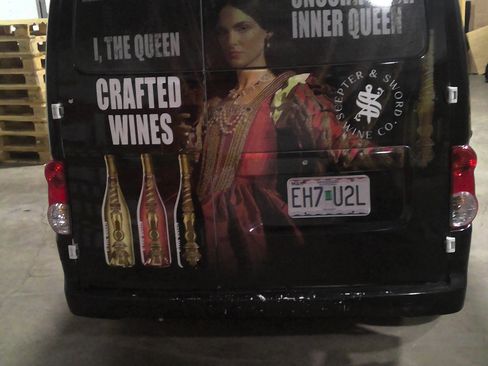 I, THE QUEEN
INNER QUEEN
CRAFTED
WINES
SCEPTER & SWORD
WINE CO.
EH7 U2L